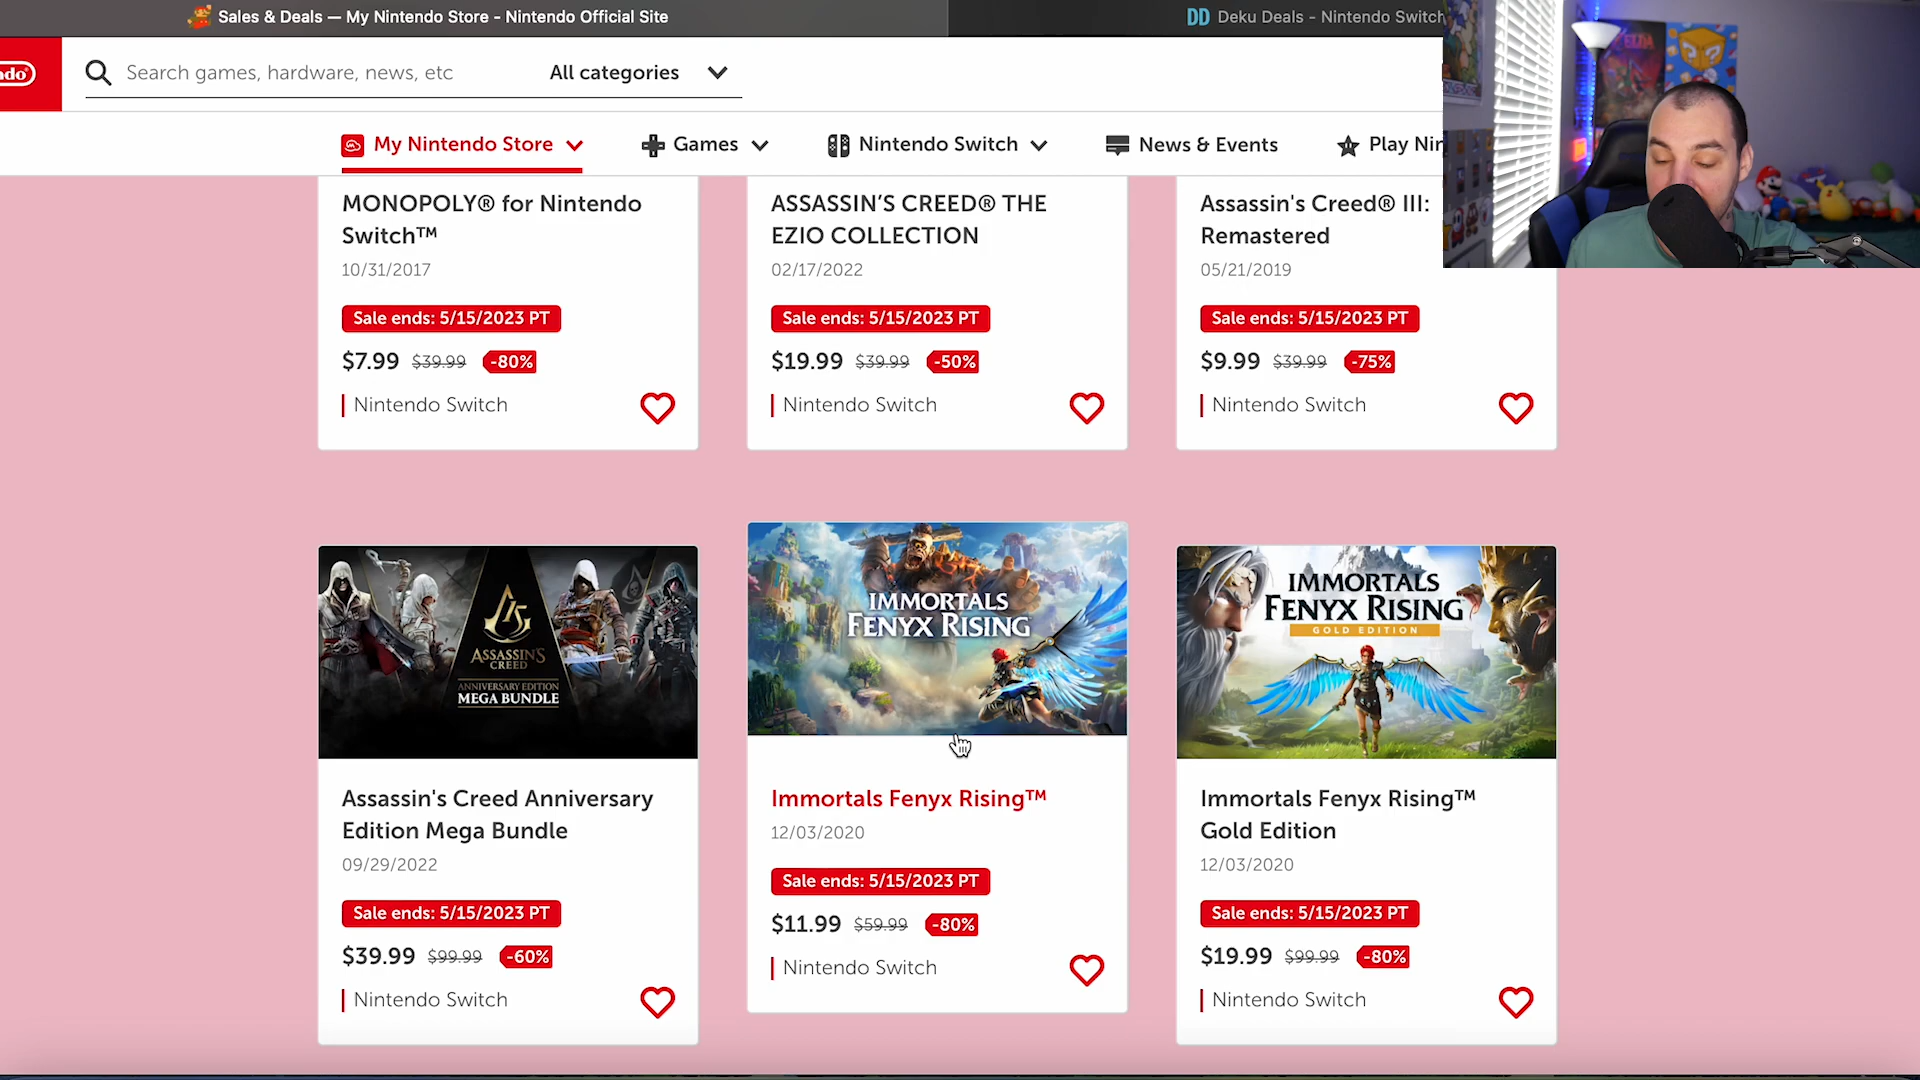 Sales & Deals — My Nintendo Store - Nintendo Official Site
DD Deku Deals - Nintendo Switch
Search games, hardware, news, etc
All categories
My Nintendo Store
Games
Nintendo Switch
News & Events
Play Nin
MONOPOLY® for Nintendo
Switch™
10/31/2017
Sale ends: 5/15/2023 PT
$7.99 $39.99 -80%
Nintendo Switch
ASSASSIN’S CREED® THE
EZIO COLLECTION
02/17/2022
Sale ends: 5/15/2023 PT
$19.99 $39.99 -50%
Nintendo Switch
Assassin's Creed® III:
Remastered
05/21/2019
Sale ends: 5/15/2023 PT
$9.99 $39.99 -75%
Nintendo Switch
ASSASSIN'S
CREED
ANNIVERSARY EDITION
MEGA BUNDLE
Assassin's Creed Anniversary
Edition Mega Bundle
09/29/2022
Sale ends: 5/15/2023 PT
$39.99 $99.99 -60%
Nintendo Switch
IMMORTALS
FENYX RISING
Immortals Fenyx Rising™
12/03/2020
Sale ends: 5/15/2023 PT
$11.99 $59.99 -80%
Nintendo Switch
IMMORTALS
FENYX RISING
GOLD EDITION
Immortals Fenyx Rising™
Gold Edition
12/03/2020
Sale ends: 5/15/2023 PT
$19.99 $99.99 -80%
Nintendo Switch